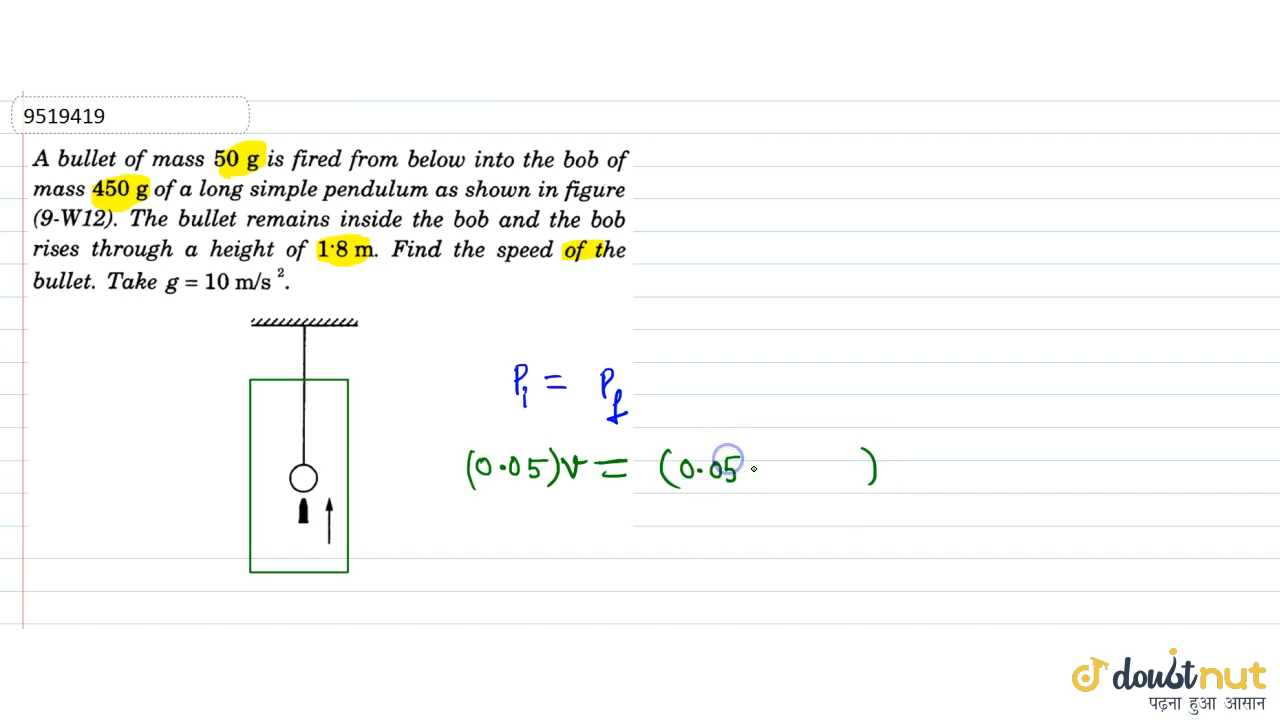 9519419
A bullet of mass 50 g is fired from below into the bob of
mass 450 g of a long simple pendulum as shown in figure
(9-W12). The bullet remains inside the bob and the bob
rises through a height of 1·8 m. Find the speed of the
bullet. Take g = 10 m/s ².
Pi = Pf
(0.05)v = (0.05 )
doubtnut
पढ़ना हुआ आसान